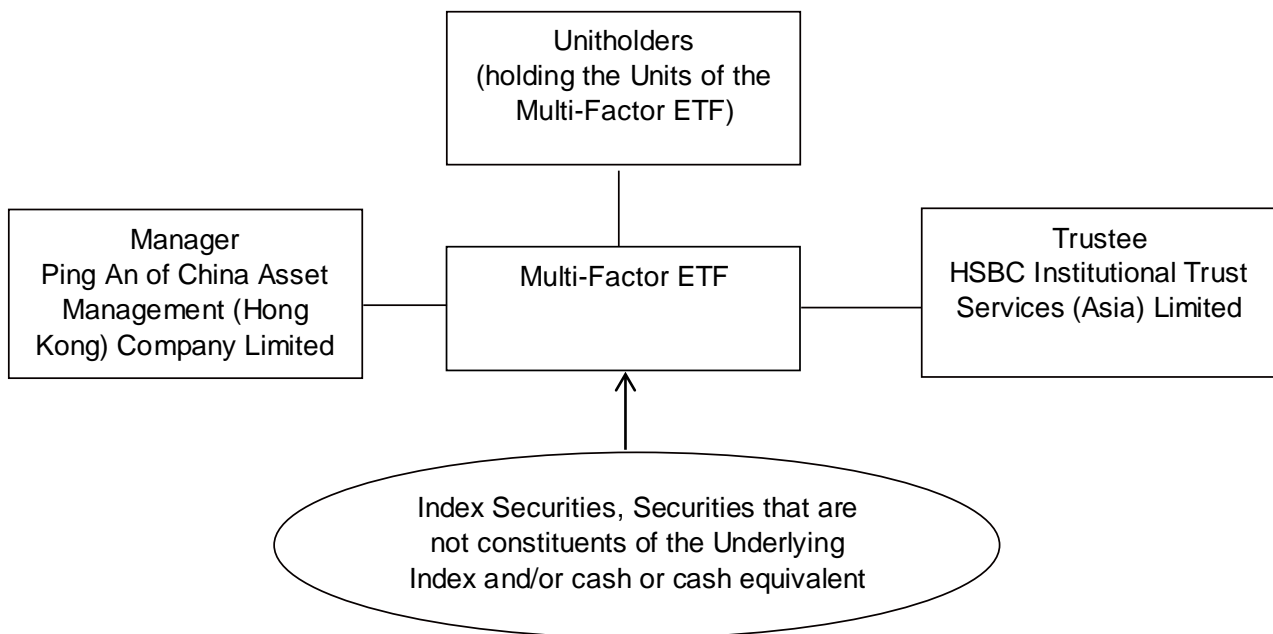 Unitholders
(holding the Units of the
Multi-Factor ETF)
Manager
Ping An of China Asset
Management (Hong
Kong) Company Limited
Multi-Factor ETF
Trustee
HSBC Institutional Trust
Services (Asia) Limited
Index Securities, Securities that are
not constituents of the Underlying
Index and/or cash or cash equivalent